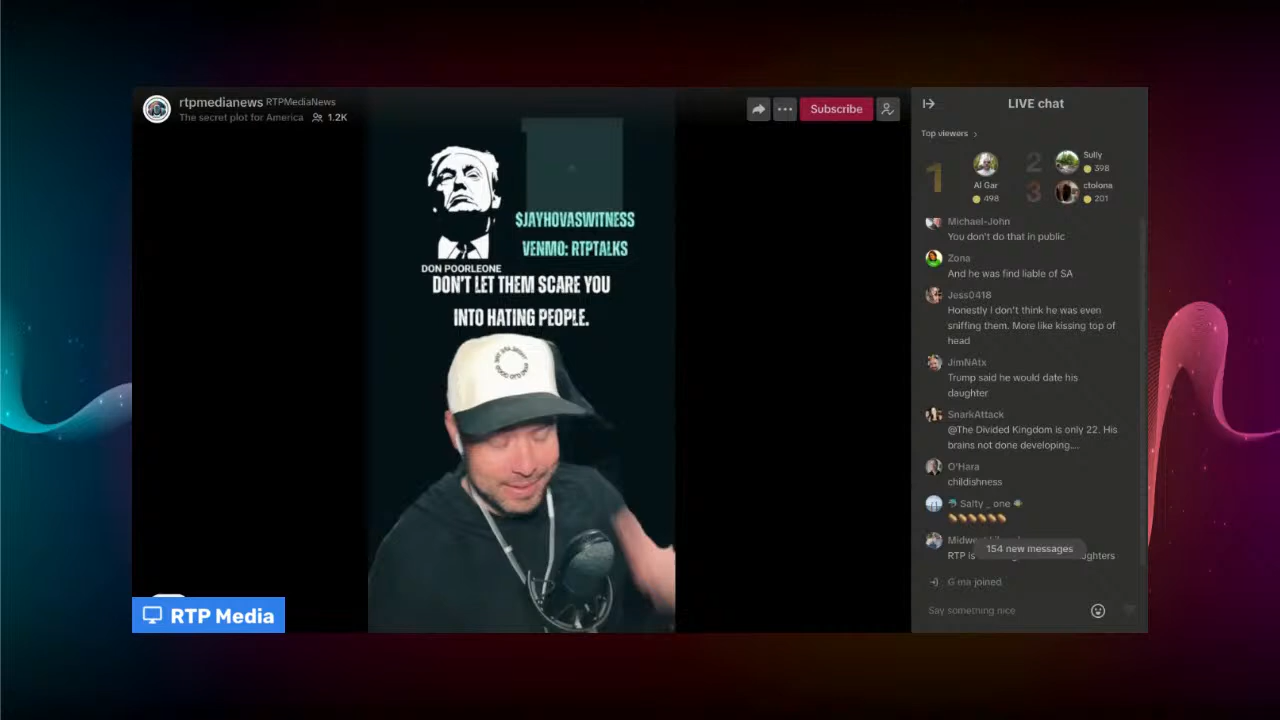 rtpmedianews RTPMediaNews
The secret plot for America 1.2K
Subscribe
$JAYHOVASWITNESS
VENMO: RTPTALKS
DON POORLEONE
DON'T LET THEM SCARE YOU
INTO HATING PEOPLE.
RTP Media
LIVE chat
Top viewers
1
Al Gar
498
2
Sully
398
3
ctolona
201
Michael-John
You don't do that in public
Zona
And he was find liable of SA
Jess0418
Honestly I don't think he was even
sniffing them. More like kissing top of
head
JimNAtx
Trump said he would date his
daughter
SnarkAttack
@The Divided Kingdom is only 22. His
brains not done developing....
O'Hara
childishness
Salty _ one
154 new messages
RTP is
G ma joined
Say something nice